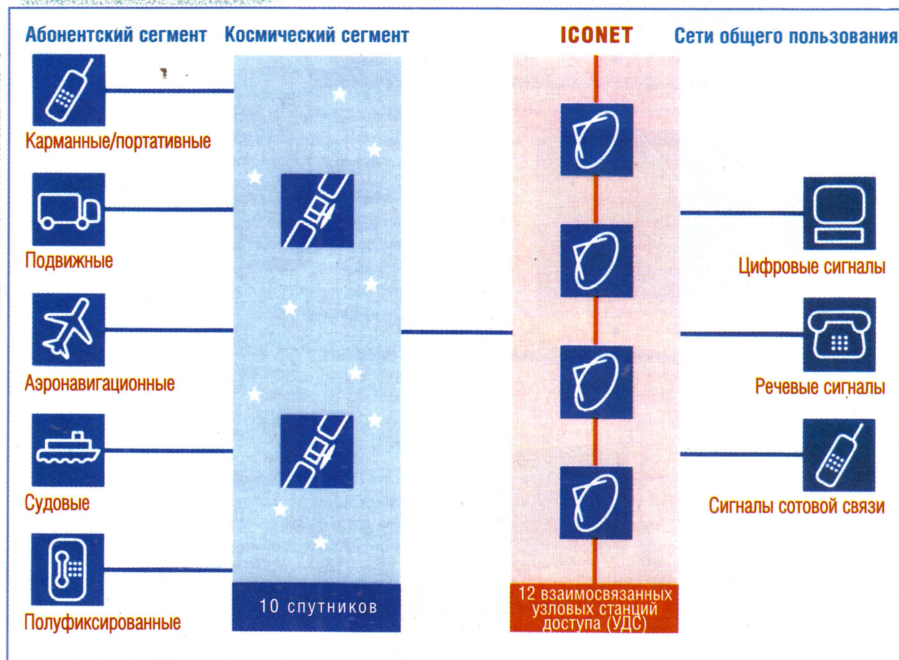 Абонентский сегмент
Космический сегмент
ICONET
Сети общего пользования
Карманные/портативные
Подвижные
Аэронавигационные
Судовые
Полуфиксированные
10 спутников
12 взаимосвязанных
узловых станций
доступа (УДС)
Цифровые сигналы
Речевые сигналы
Сигналы сотовой связи